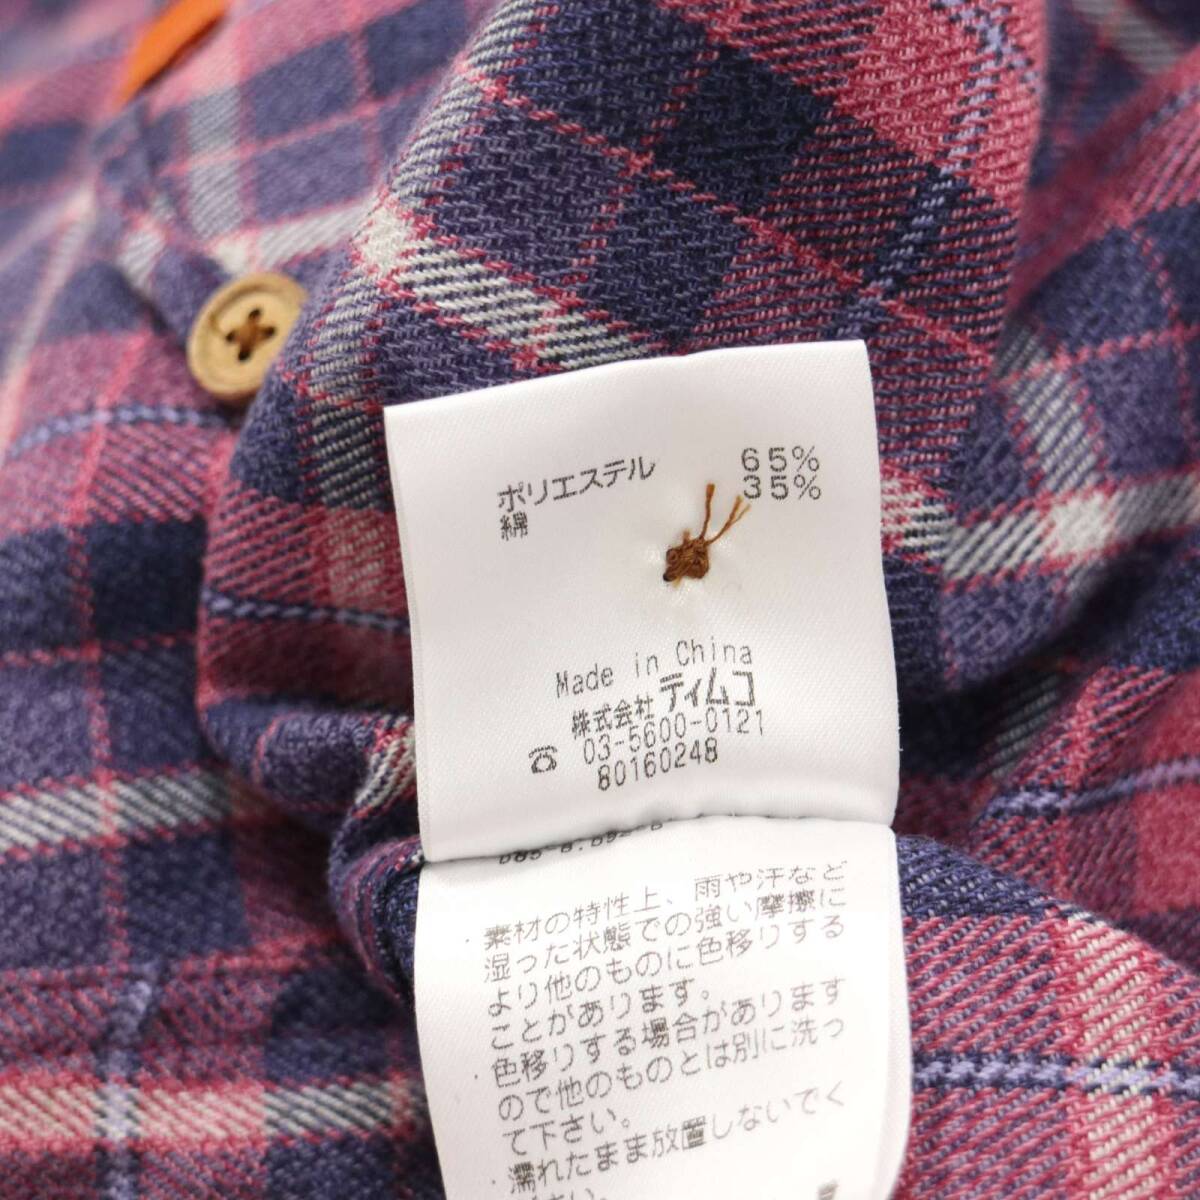 ポリエステル 65%
綿 35%
Made in China
株式会社 ティムコ
☎ 03-5600-0121
80160248
・素材の特性上、雨や汗など
湿った状態での強い摩擦に
より他のものに色移りする
ことがあります。
・色移りする場合があります
ので他のものとは別に洗っ
て下さい。
・濡れたまま放置しないでく